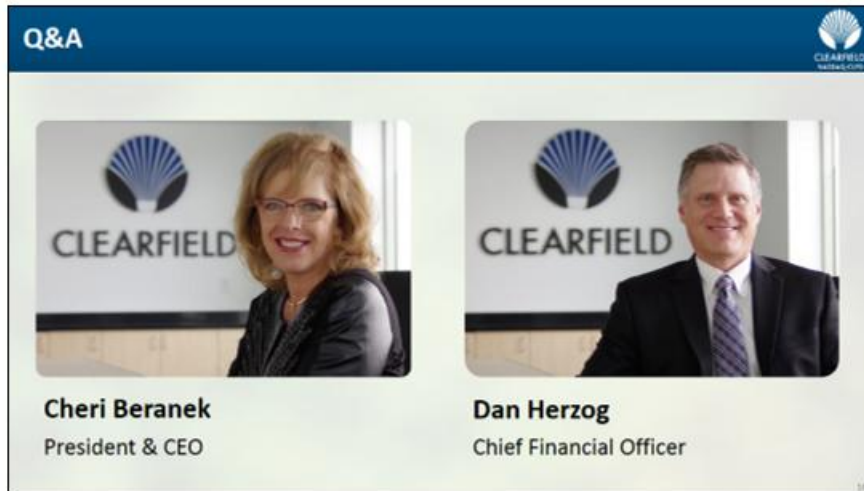 Q&A
CLEARFIELD
CLEARFIELD
CLEARFIELD
Cheri Beranek
President & CEO
Dan Herzog
Chief Financial Officer